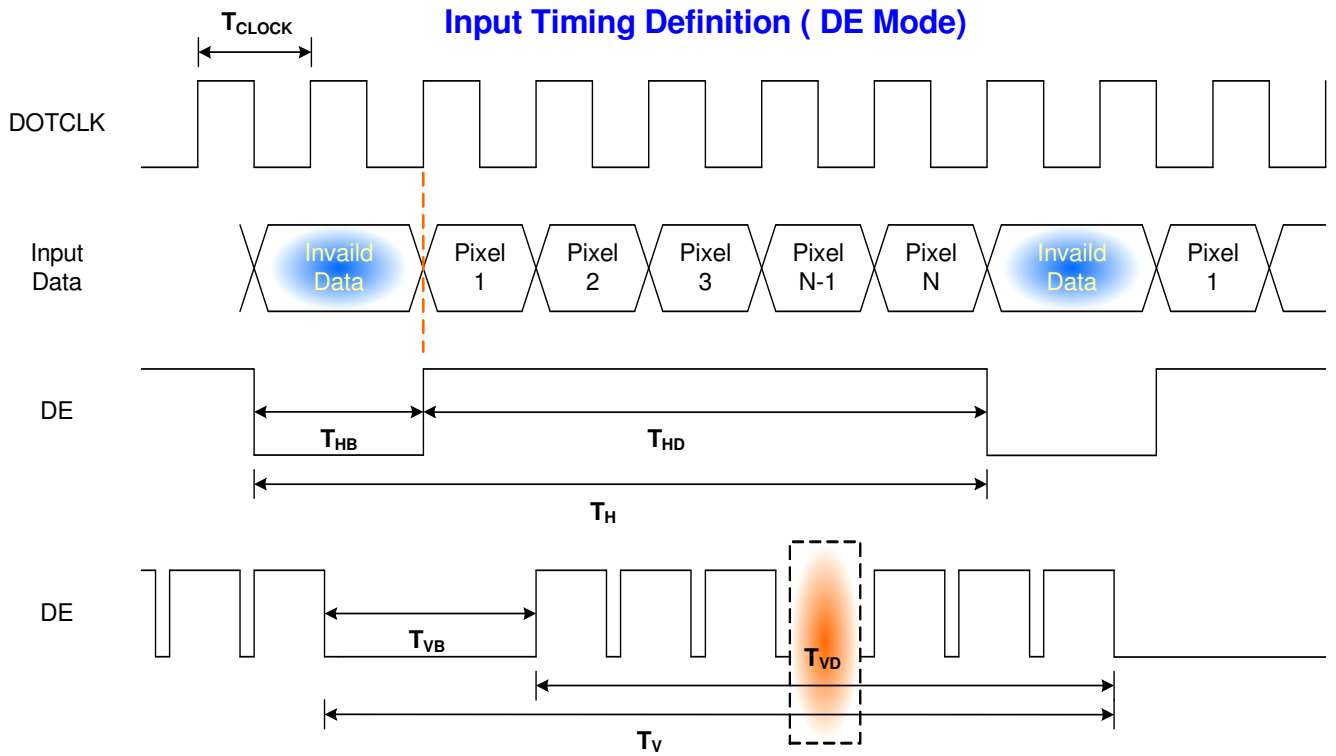 Input Timing Definition ( DE Mode)
TCLOCK
DOTCLK
Input
Data
Invaild
Data
Pixel
1
Pixel
2
Pixel
3
Pixel
N-1
Pixel
N
Invaild
Data
Pixel
1
DE
THB
THD
TH
DE
TVB
TVD
TV